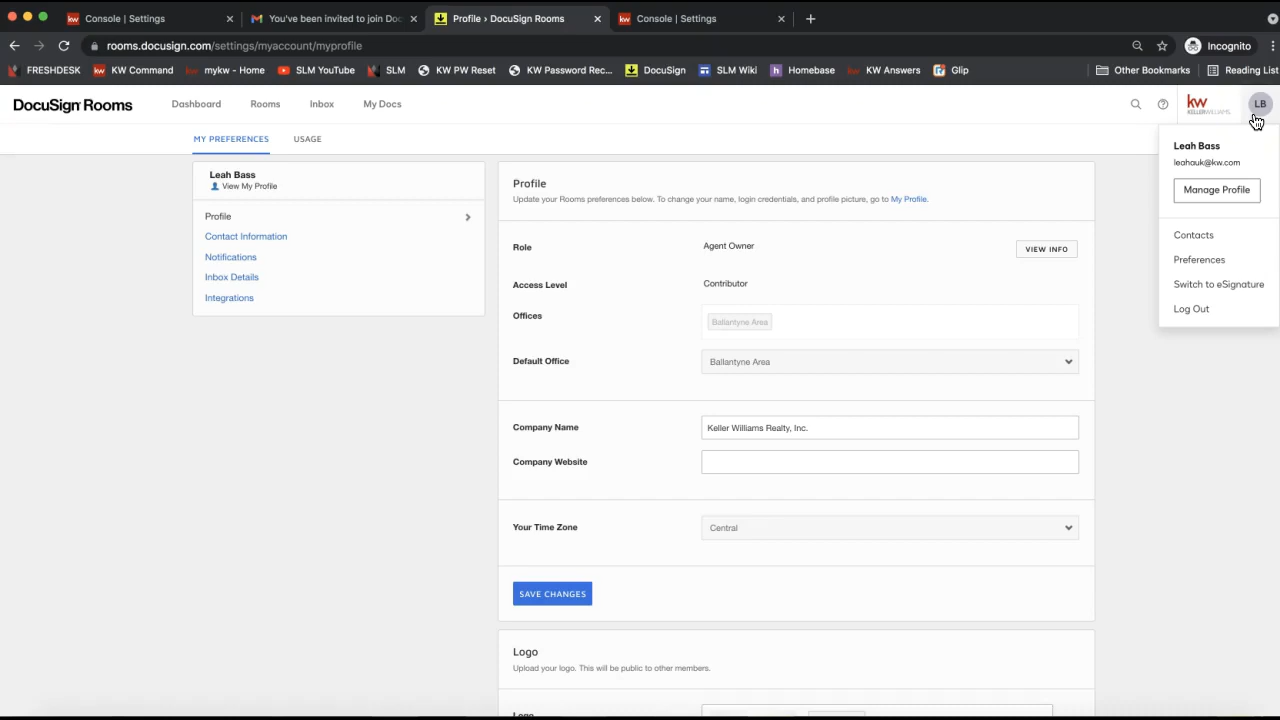 Console | Settings
You've been invited to join Doc
Profile › DocuSign Rooms
Console | Settings
rooms.docusign.com/settings/myaccount/myprofile
Incognito
FRESHDESK
KW Command
mykw - Home
SLM YouTube
SLM
KW PW Reset
KW Password Rec...
DocuSign
SLM Wiki
Homebase
KW Answers
Glip
Other Bookmarks
Reading List
DocuSign Rooms
Dashboard
Rooms
Inbox
My Docs
kw
KELLERWILLIAMS.
LB
MY PREFERENCES
USAGE
Leah Bass
leahauk@kw.com
Manage Profile
Contacts
Preferences
Switch to eSignature
Log Out
Leah Bass
View My Profile
Profile
Contact Information
Notifications
Inbox Details
Integrations
Profile
Update your Rooms preferences below. To change your name, login credentials, and profile picture, go to My Profile.
Role
Agent Owner
VIEW INFO
Access Level
Contributor
Offices
Ballantyne Area
Default Office
Ballantyne Area
Company Name
Keller Williams Realty, Inc.
Company Website
Your Time Zone
Central
SAVE CHANGES
Logo
Upload your logo. This will be public to other members.
Logo